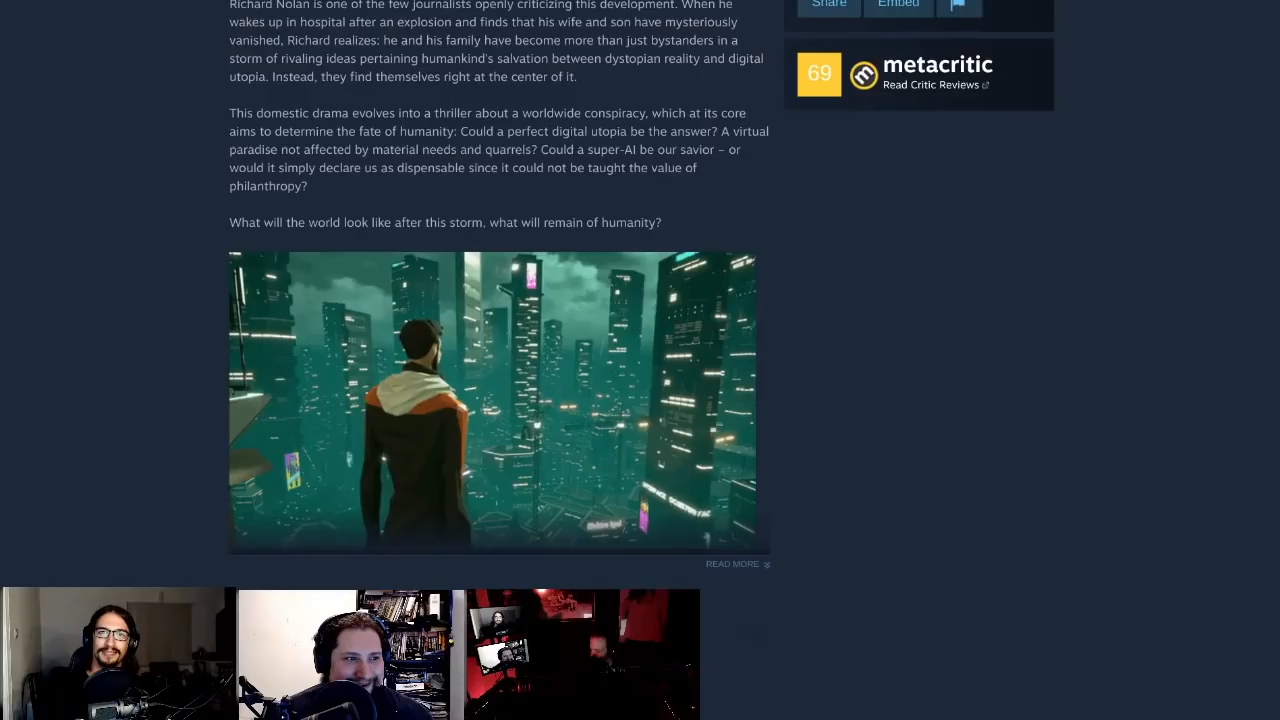 Richard Nolan is one of the few journalists openly criticizing this development. When he
wakes up in hospital after an explosion and finds that his wife and son have mysteriously
vanished, Richard realizes: he and his family have become more than just bystanders in a
storm of rivaling ideas pertaining humankind's salvation between dystopian reality and digital
utopia. Instead, they find themselves right at the center of it.
This domestic drama evolves into a thriller about a worldwide conspiracy, which at its core
aims to determine the fate of humanity: Could a perfect digital utopia be the answer? A virtual
paradise not affected by material needs and quarrels? Could a super-AI be our savior – or
would it simply declare us as dispensable since it could not be taught the value of
philanthropy?
What will the world look like after this storm, what will remain of humanity?
READ MORE
Share
Embed
69
metacritic
Read Critic Reviews